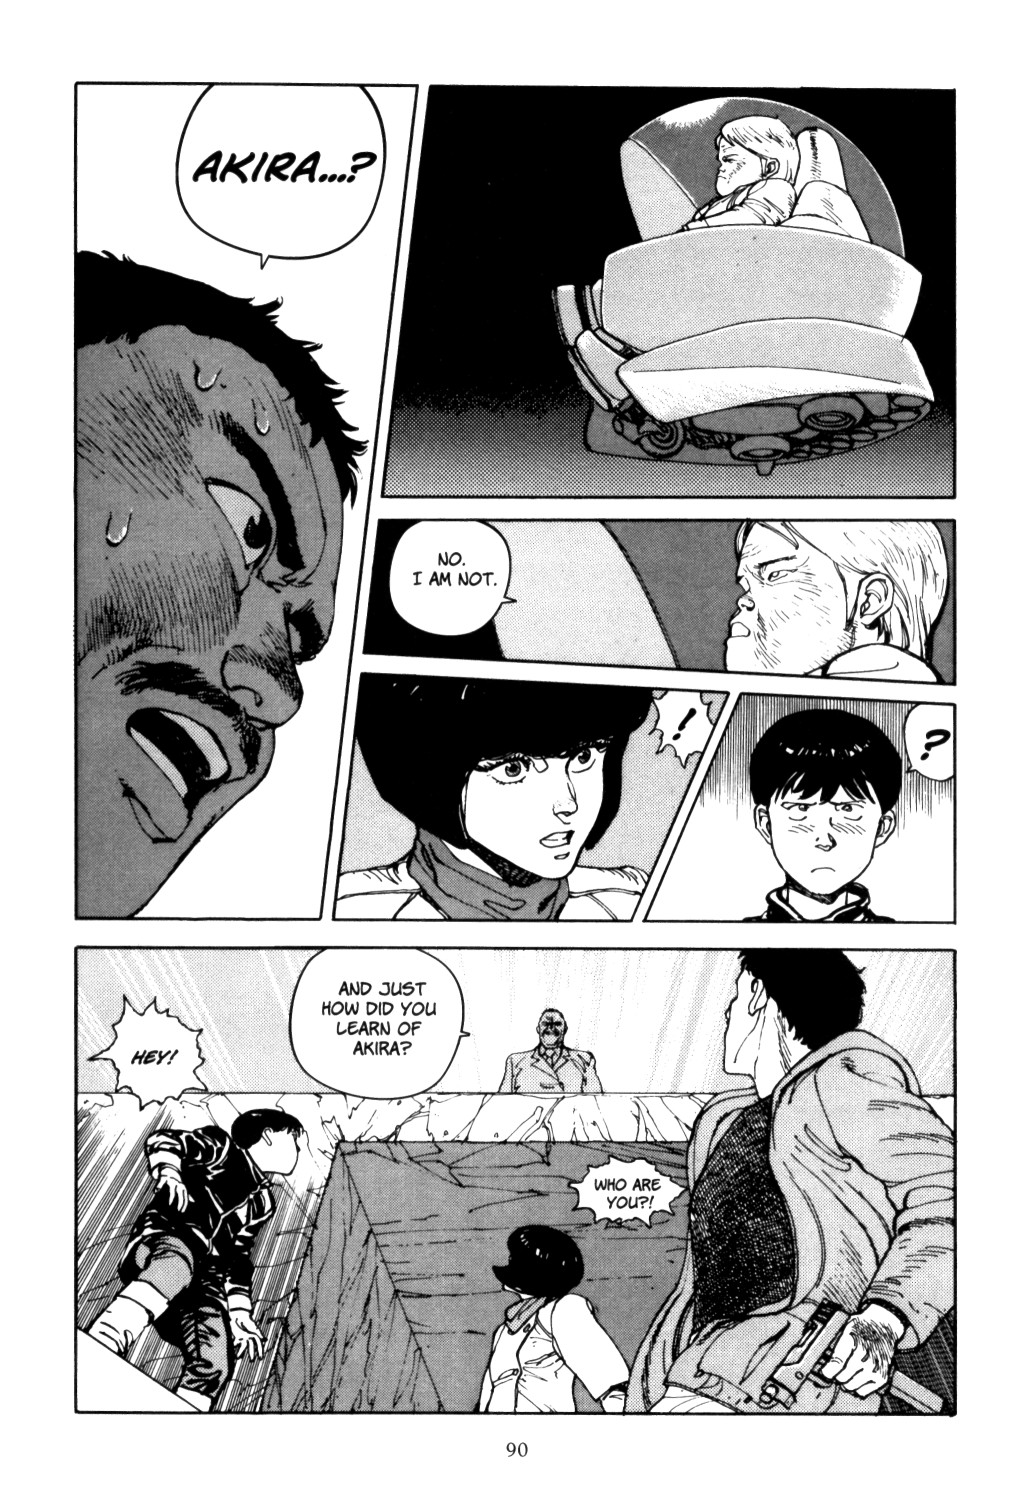 AKIRA....?
NO.
I AM NOT.
!
?
HEY!
AND JUST
HOW DID YOU
LEARN OF
AKIRA?
WHO ARE
YOU?!
90